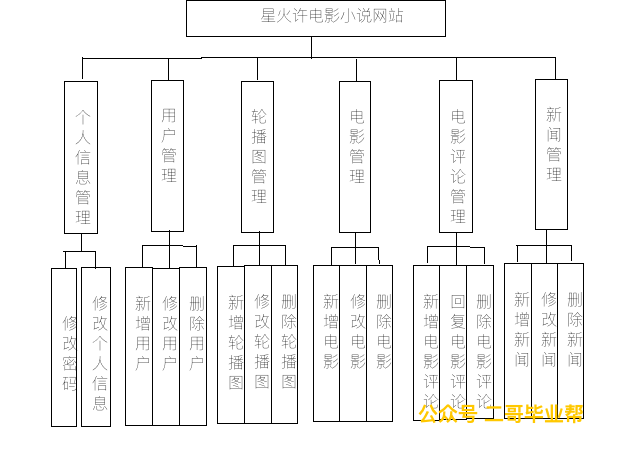 星火许电影小说网站
个人信息管理
用户管理
轮播图管理
电影管理
电影评论管理
新闻管理
修改密码
修改个人信息
新增用户
修改用户
删除用户
新增轮播图
修改轮播图
删除轮播图
新增电影
修改电影
删除电影
新增电影评论
回复电影评论
删除电影评论
新增新闻
修改新闻
删除新闻
公众号 二哥毕业帮